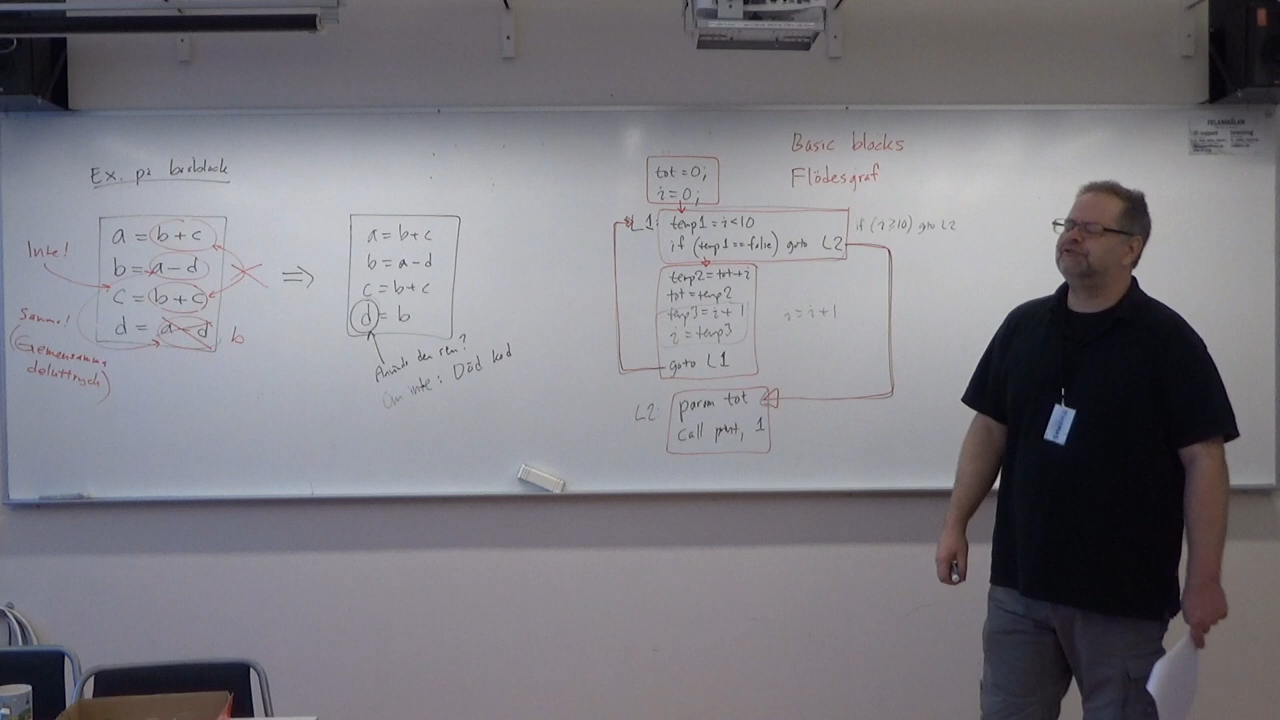 Ex. på basblock
a = b + c
b = a - d
c = b + c
d = a - d b
Inte!
Samma!
(Gemensamma
deluttryck)
⇒
a = b + c
b = a - d
c = b + c
d = b
Används den sen?
Om inte: Död kod
Basic blocks
Flödesgraf
tot = 0;
i = 0;
L1: temp1 = i < 10
if (temp1 == false) goto L2
if (i ≥ 10) goto L2
temp2 = tot + i
tot = temp2
temp3 = i + 1
i = temp3
i = i + 1
goto L1
L2: param tot
call print, 1
FELANMÄLAN